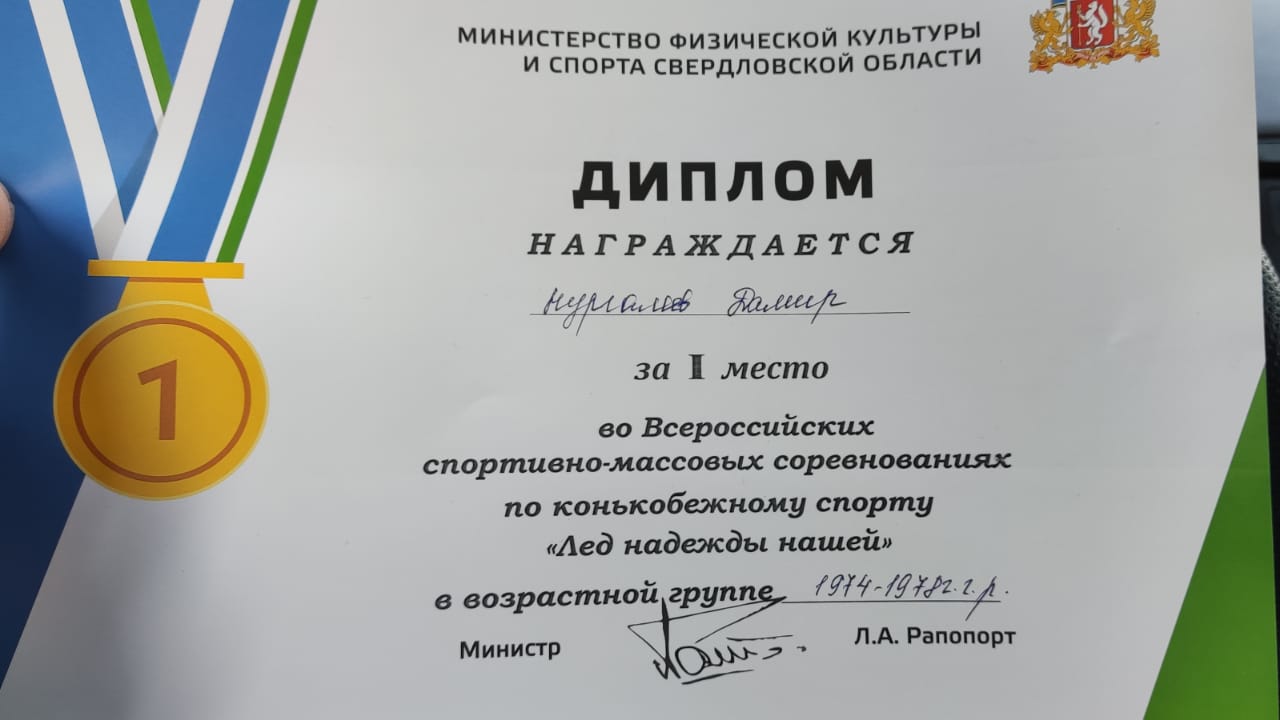 МИНИСТЕРСТВО ФИЗИЧЕСКОЙ КУЛЬТУРЫ
И СПОРТА СВЕРДЛОВСКОЙ ОБЛАСТИ
ДИПЛОМ
НАГРАЖДАЕТСЯ
Нургалиев Дамир
за I место
во Всероссийских
спортивно-массовых соревнованиях
по конькобежному спорту
«Лед надежды нашей»
в возрастной группе 1974-1978г.г.р.
Министр Л.А. Рапопорт
1